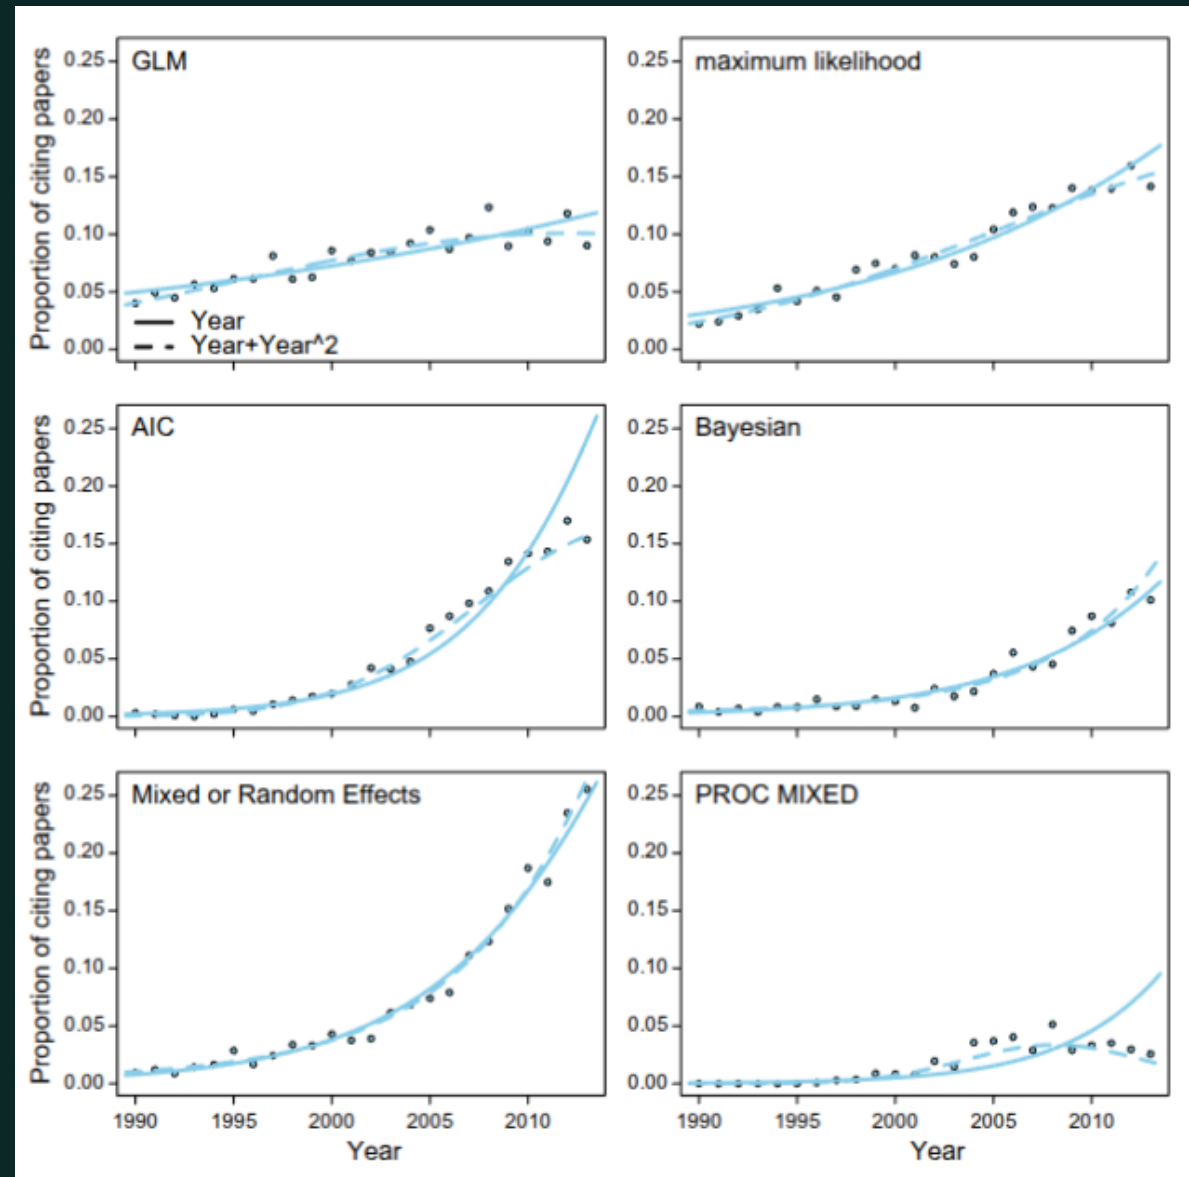 GLM
maximum likelihood
Proportion of citing papers
0.25
0.20
0.15
0.10
0.05
0.00
Year
Year+Year^2
0.25
0.20
0.15
0.10
0.05
0.00
AIC
Bayesian
Proportion of citing papers
0.25
0.20
0.15
0.10
0.05
0.00
0.25
0.20
0.15
0.10
0.05
0.00
Mixed or Random Effects
PROC MIXED
Proportion of citing papers
0.25
0.20
0.15
0.10
0.05
0.00
0.25
0.20
0.15
0.10
0.05
0.00
1990 1995 2000 2005 2010
1990 1995 2000 2005 2010
Year
Year